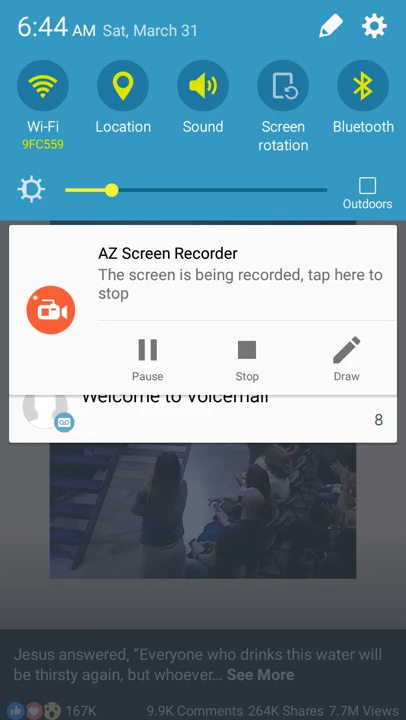 6:44 AM Sat, March 31
Wi-Fi
9FC559
Location
Sound
Screen
rotation
Bluetooth
Outdoors
AZ Screen Recorder
The screen is being recorded, tap here to
stop
Pause
Stop
Draw
Welcome to Voicemail
8
Jesus answered, “Everyone who drinks this water will
be thirsty again, but whoever... See More
167K
9.9K Comments 264K Shares 7.7M Views